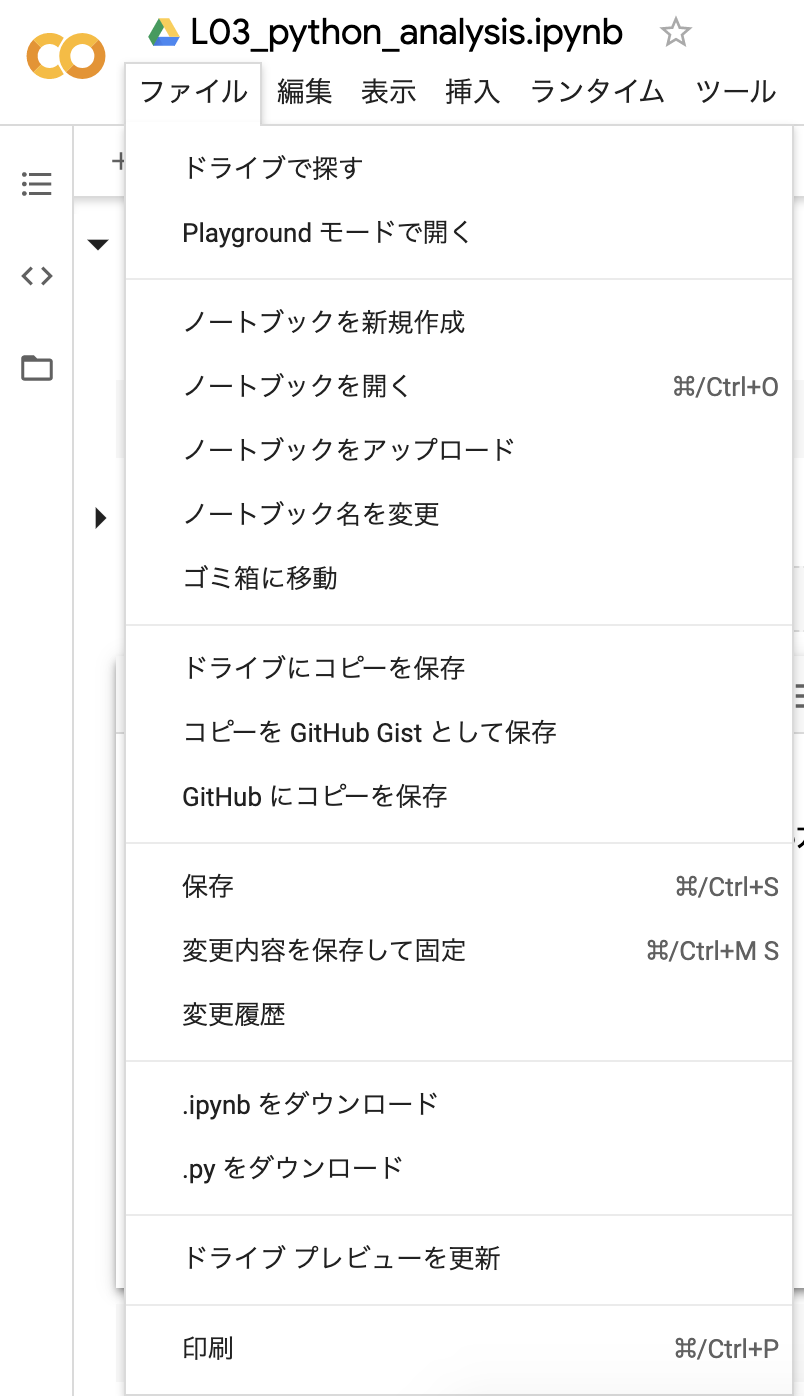 L03_python_analysis.ipynb
ファイル 編集 表示 挿入 ランタイム ツール
ドライブで探す
Playground モードで開く
ノートブックを新規作成
ノートブックを開く ⌘/Ctrl+O
ノートブックをアップロード
ノートブック名を変更
ゴミ箱に移動
ドライブにコピーを保存
コピーを GitHub Gist として保存
GitHub にコピーを保存
保存 ⌘/Ctrl+S
変更内容を保存して固定 ⌘/Ctrl+M S
変更履歴
.ipynb をダウンロード
.py をダウンロード
ドライブ プレビューを更新
印刷 ⌘/Ctrl+P